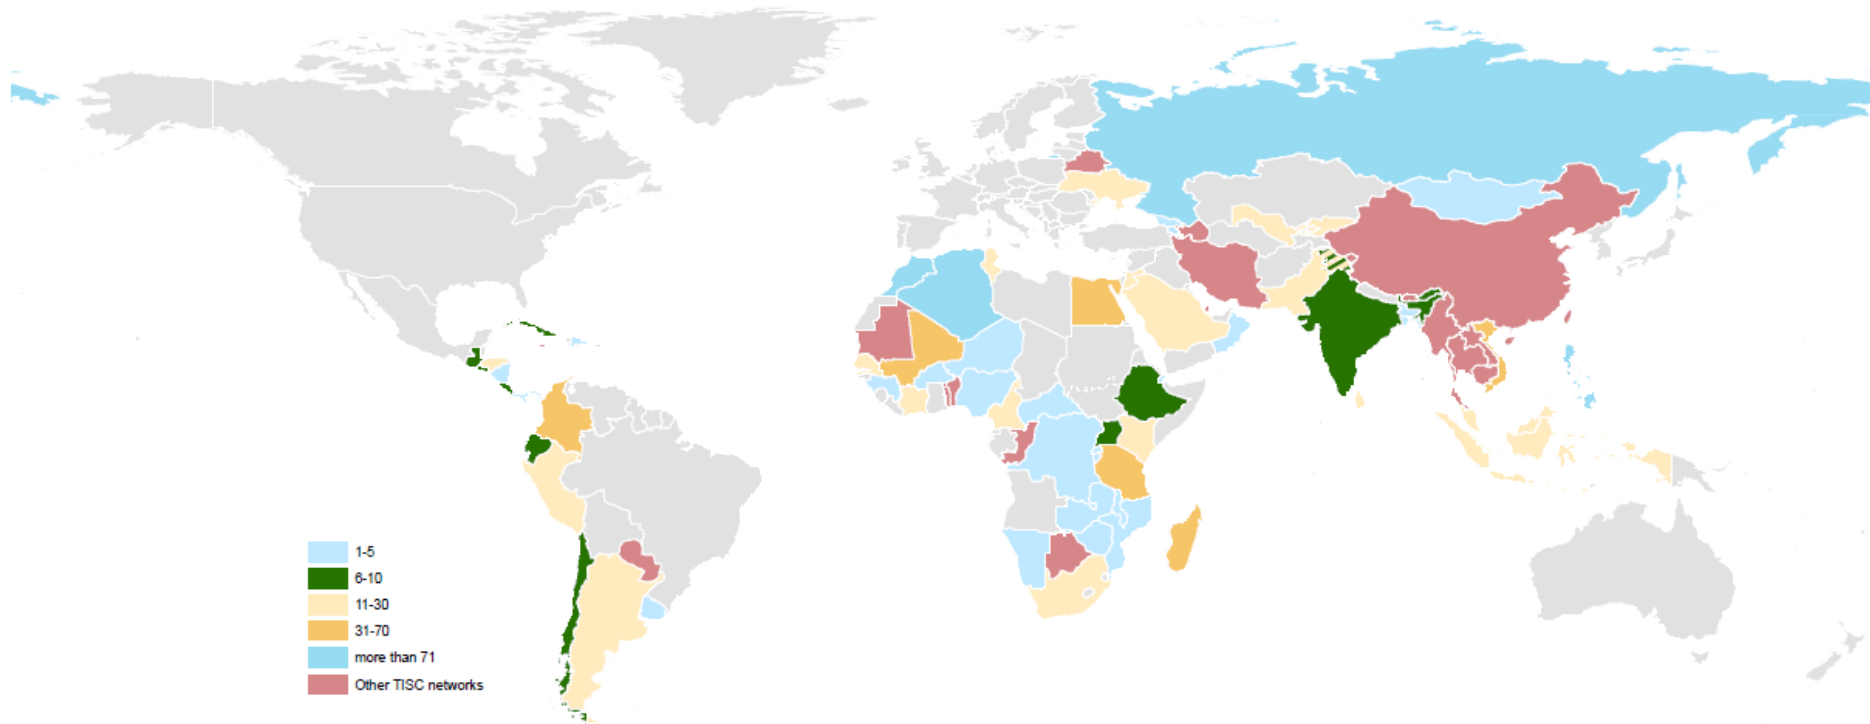 1-5
6-10
11-30
31-70
more than 71
Other TISC networks